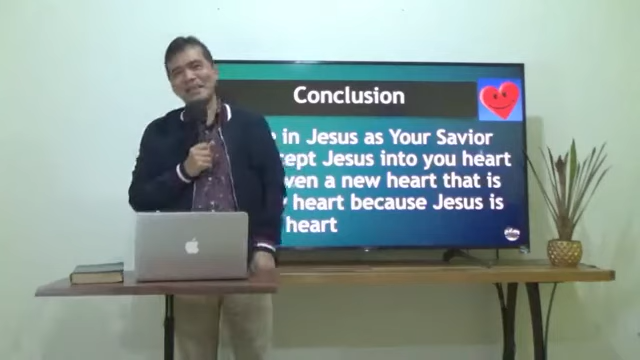 Conclusion
in Jesus as Your Savior
Jesus into you heart
a new heart that is
heart because Jesus is
heart